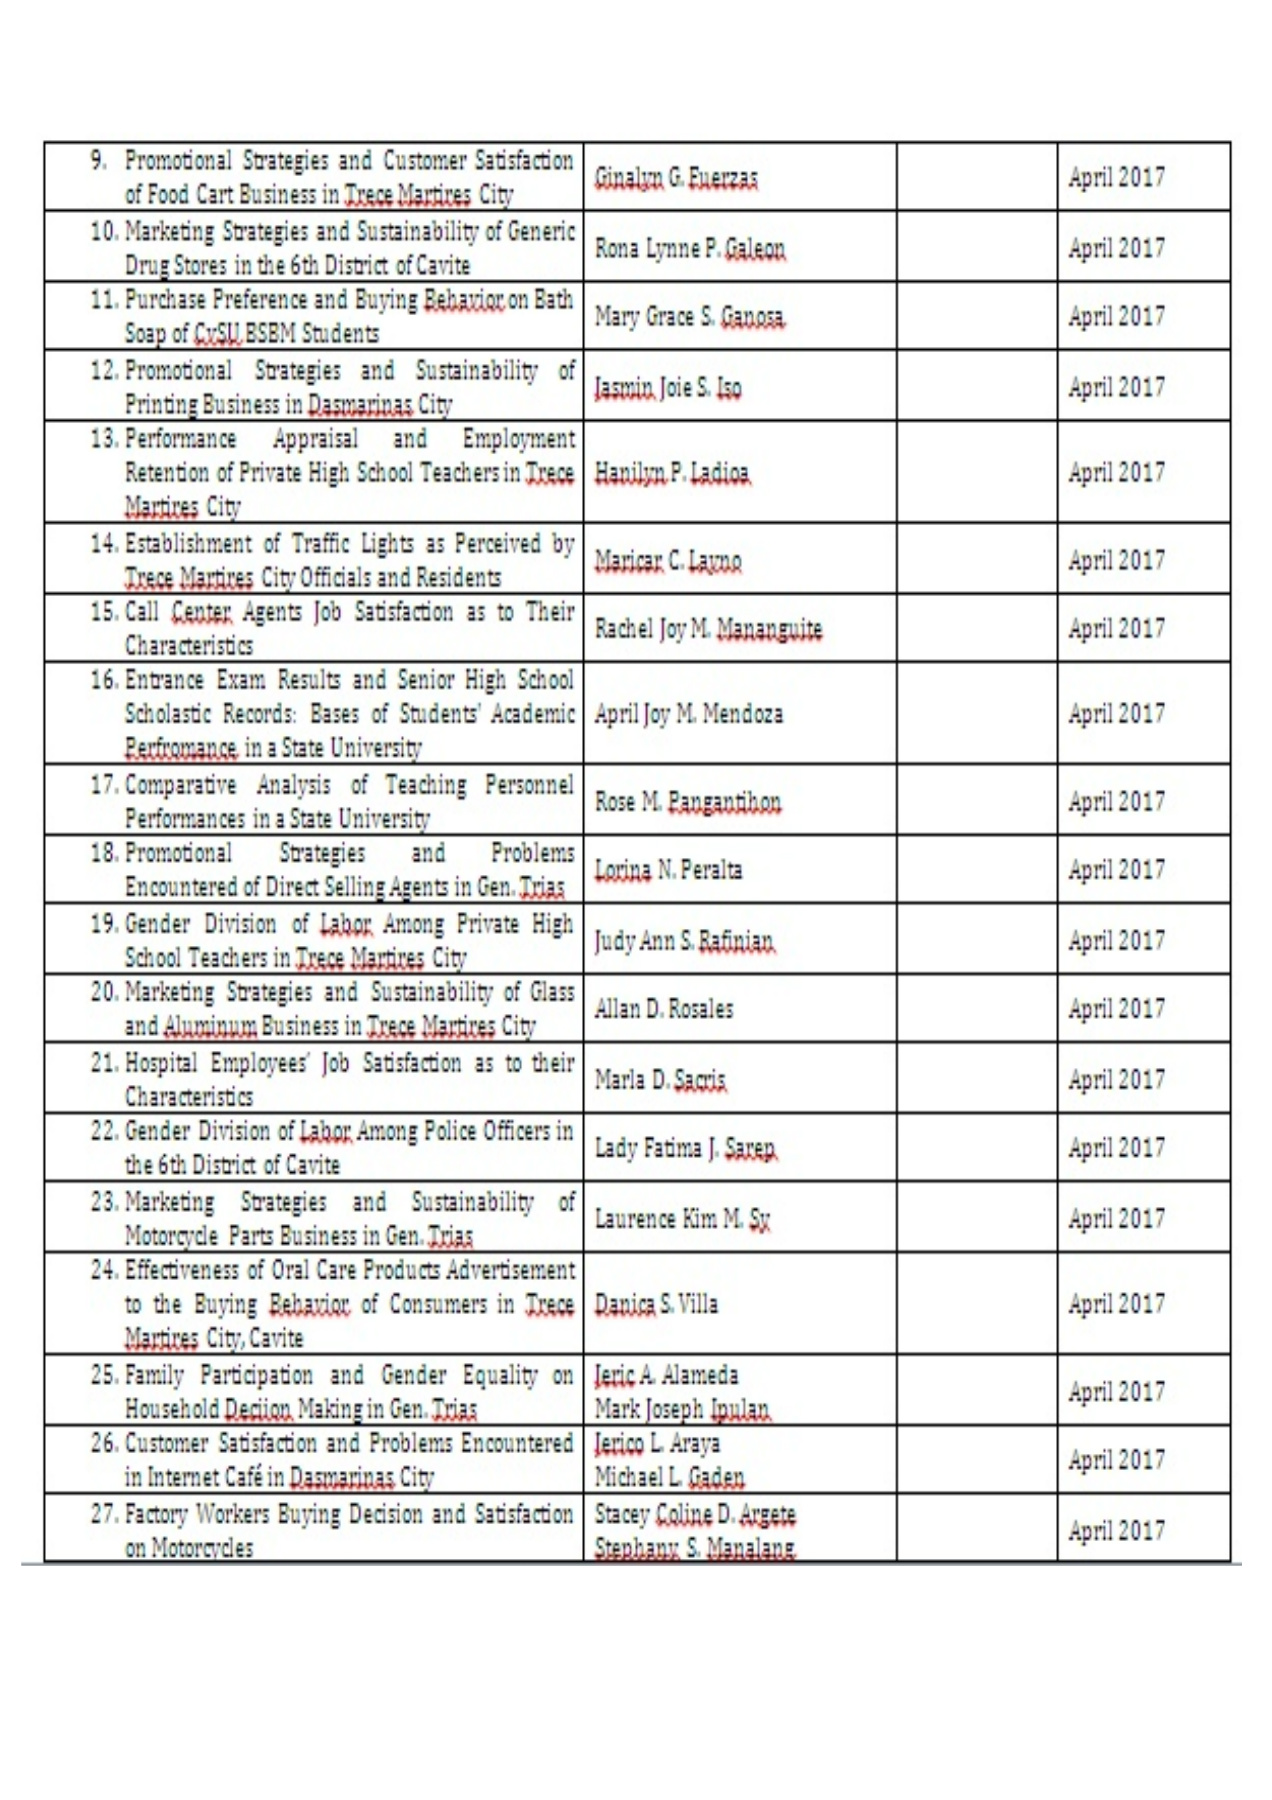 9. Promotional Strategies and Customer Satisfaction
of Food Cart Business in Trece Martires City
Ginalyn G. Fuerzas
April 2017
10. Marketing Strategies and Sustainability of Generic
Drug Stores in the 6th District of Cavite
Rona Lynne P. Galeon
April 2017
11. Purchase Preference and Buying Behavior on Bath
Soap of CvSU BSBM Students
Mary Grace S. Ganosa
April 2017
12. Promotional Strategies and Sustainability of
Printing Business in Dasmarinas City
Jasmin Joie S. Iso
April 2017
13. Performance Appraisal and Employment
Retention of Private High School Teachers in Trece
Martires City
Hanilyn P. Ladioa
April 2017
14. Establishment of Traffic Lights as Perceived by
Trece Martires City Officials and Residents
Maricar C. Layno
April 2017
15. Call Center Agents Job Satisfaction as to Their
Characteristics
Rachel Joy M. Mananguite
April 2017
16. Entrance Exam Results and Senior High School
Scholastic Records: Bases of Students' Academic
Perfromance in a State University
April Joy M. Mendoza
April 2017
17. Comparative Analysis of Teaching Personnel
Performances in a State University
Rose M. Pangantihon
April 2017
18. Promotional Strategies and Problems
Encountered of Direct Selling Agents in Gen. Trias
Lorina N. Peralta
April 2017
19. Gender Division of Labor Among Private High
School Teachers in Trece Martires City
Judy Ann S. Rafinian
April 2017
20. Marketing Strategies and Sustainability of Glass
and Aluminum Business in Trece Martires City
Allan D. Rosales
April 2017
21. Hospital Employees' Job Satisfaction as to their
Characteristics
Marla D. Sacris
April 2017
22. Gender Division of Labor Among Police Officers in
the 6th District of Cavite
Lady Fatima J. Sarep
April 2017
23. Marketing Strategies and Sustainability of
Motorcycle Parts Business in Gen. Trias
Laurence Kim M. Sy
April 2017
24. Effectiveness of Oral Care Products Advertisement
to the Buying Behavior of Consumers in Trece
Martires City, Cavite
Danica S. Villa
April 2017
25. Family Participation and Gender Equality on
Household Deciion Making in Gen. Trias
Jeric A. Alameda
Mark Joseph Ipulan
April 2017
26. Customer Satisfaction and Problems Encountered
in Internet Café in Dasmarinas City
Jerico L. Araya
Michael L. Gaden
April 2017
27. Factory Workers Buying Decision and Satisfaction
on Motorcycles
Stacey Coline D. Argete
Stephany S. Manalang
April 2017